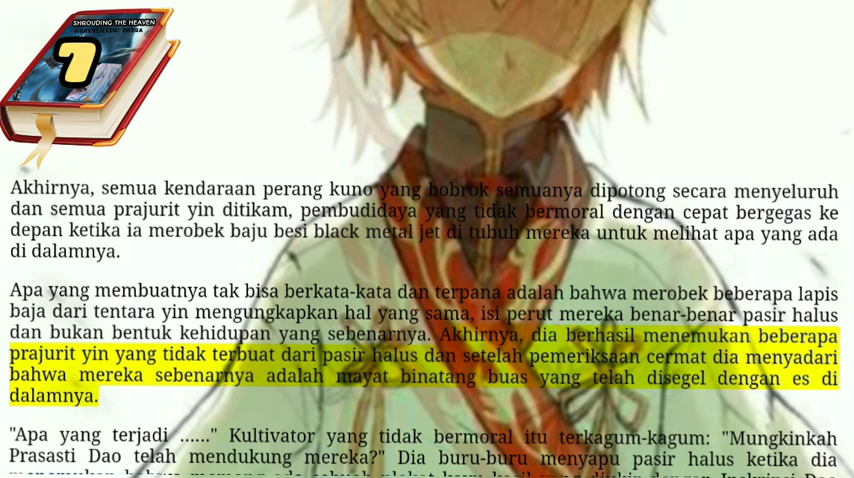 SHROUDING THE HEAVEN
7
Akhirnya, semua kendaraan perang kuno yang bobrok semuanya dipotong secara menyeluruh
dan semua prajurit yin ditikam, pembudidaya yang tidak bermoral dengan cepat bergegas ke
depan ketika ia merobek baju besi black metal jet di tubuh mereka untuk melihat apa yang ada
di dalamnya.
Apa yang membuatnya tak bisa berkata-kata dan terpana adalah bahwa merobek beberapa lapis
baja dari tentara yin mengungkapkan hal yang sama, isi perut mereka benar-benar pasir halus
dan bukan bentuk kehidupan yang sebenarnya. Akhirnya, dia berhasil menemukan beberapa
prajurit yin yang tidak terbuat dari pasir halus dan setelah pemeriksaan cermat dia menyadari
bahwa mereka sebenarnya adalah mayat binatang buas yang telah disegel dengan es di
dalamnya.
"Apa yang terjadi ......" Kultivator yang tidak bermoral itu terkagum-kagum: "Mungkinkah
Prasasti Dao telah mendukung mereka?" Dia buru-buru menyapu pasir halus ketika dia